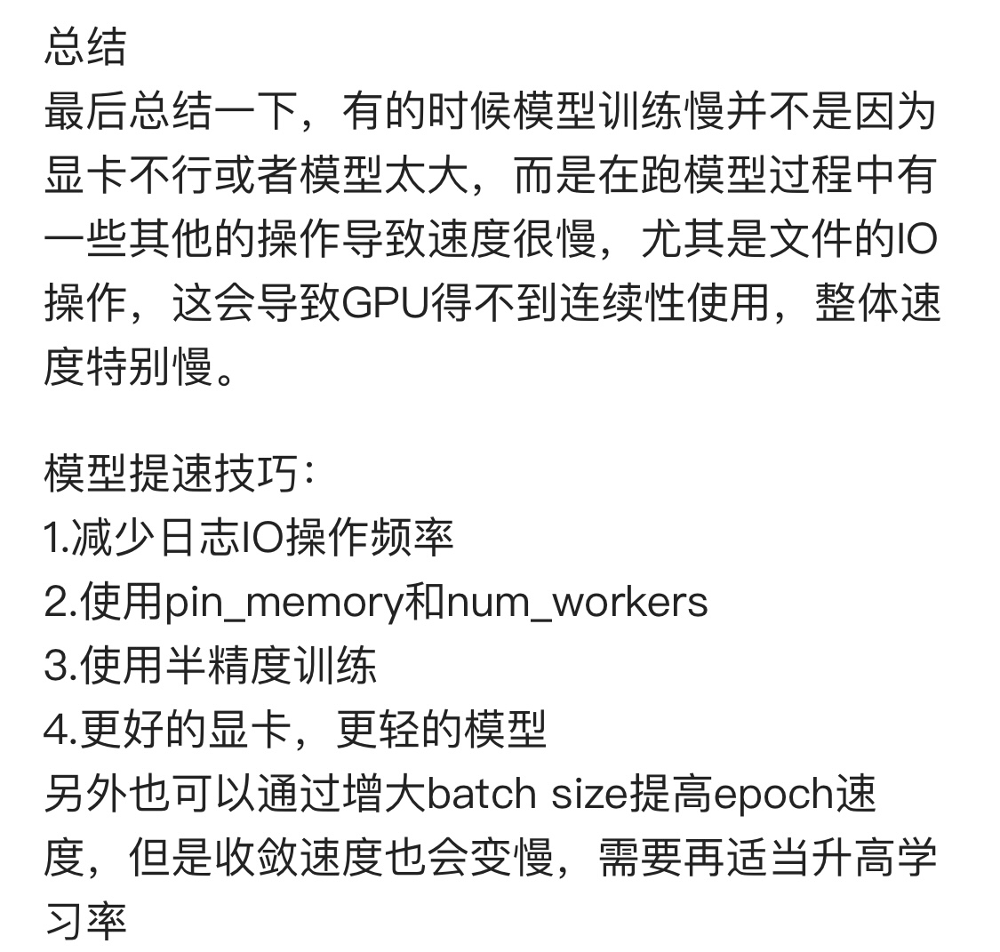 总结
最后总结一下，有的时候模型训练慢并不是因为
显卡不行或者模型太大，而是在跑模型过程中有
一些其他的操作导致速度很慢，尤其是文件的IO
操作，这会导致GPU得不到连续性使用，整体速
度特别慢。
模型提速技巧：
1.减少日志IO操作频率
2.使用pin_memory和num_workers
3.使用半精度训练
4.更好的显卡，更轻的模型
另外也可以通过增大batch size提高epoch速
度，但是收敛速度也会变慢，需要再适当升高学
习率